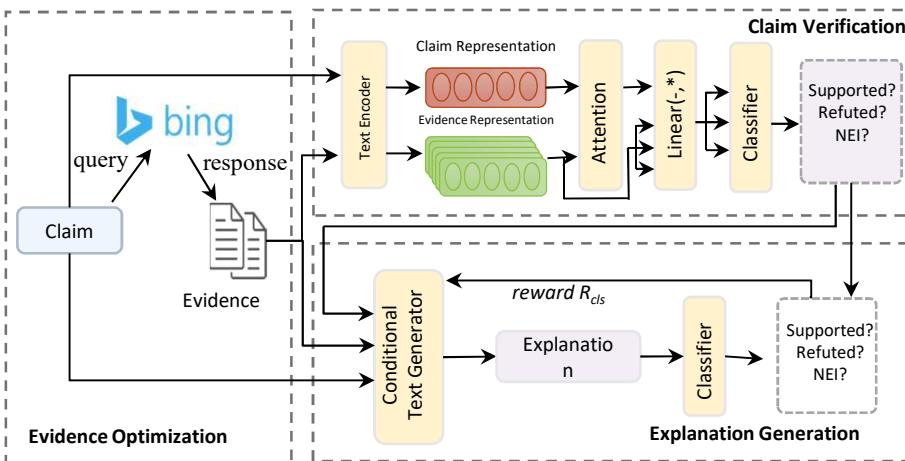 Claim Verification
Claim Representation
Text Encoder
Evidence Representation
Attention
Linear(-,*)
Classifier
Supported?
Refuted?
NEI?
bing
query
response
Claim
Evidence
Evidence Optimization
reward Rcls
Conditional
Text Generator
Explanatio
n
Classifier
Supported?
Refuted?
NEI?
Explanation Generation